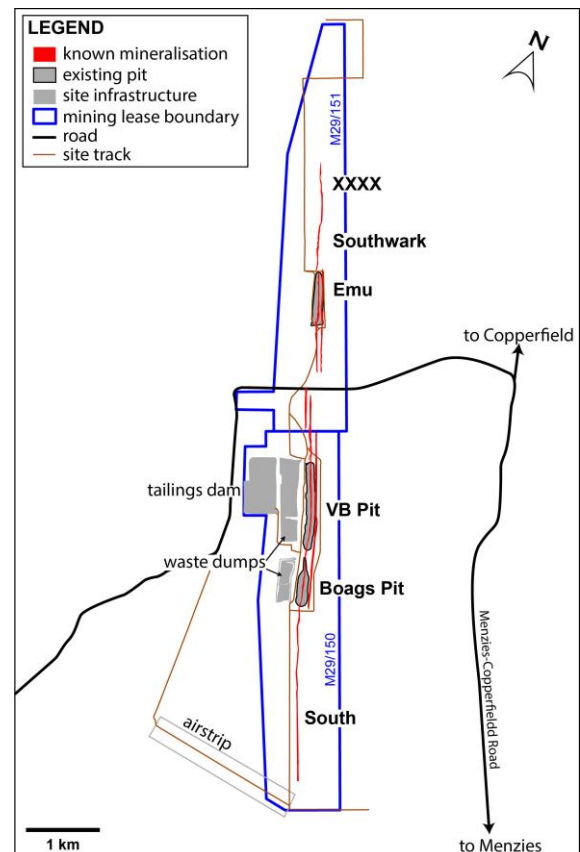 LEGEND
known mineralisation
existing pit
site infrastructure
mining lease boundary
road
site track
N
M29/151
XXXX
Southwark
Emu
to Copperfield
tailings dam
VB Pit
waste dumps
Boags Pit
M29/150
Menzies-Copperfieldd Road
South
airstrip
1 km
to Menzies